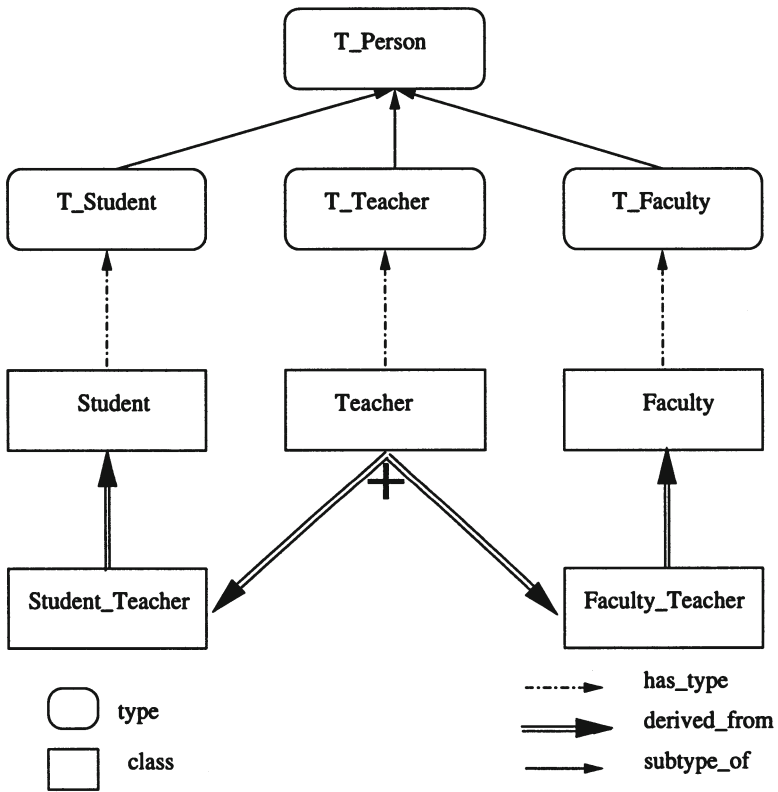 T_Person
T_Student
T_Teacher
T_Faculty
Student
Teacher
Faculty
+
Student_Teacher
Faculty_Teacher
type
class
has_type
derived_from
subtype_of